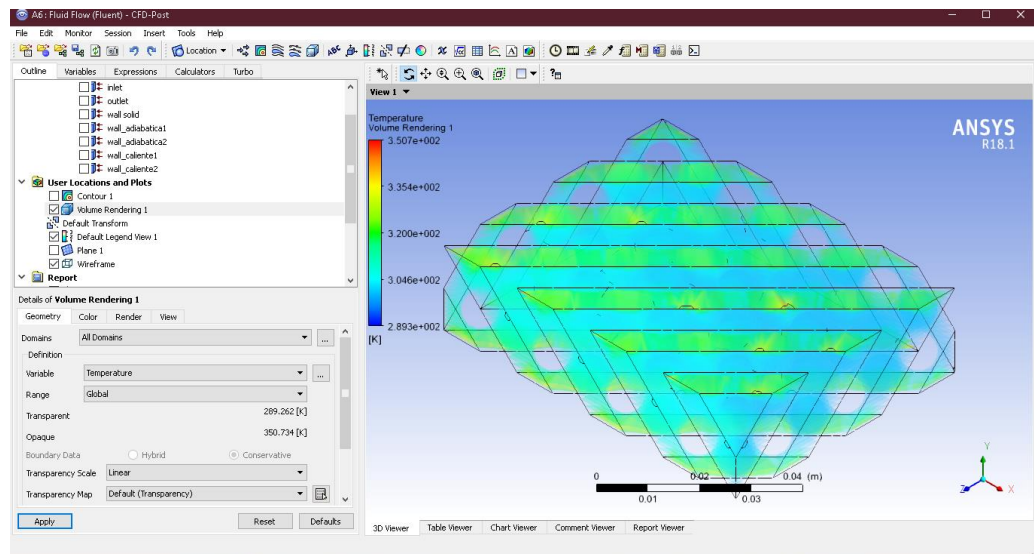 A6 : Fluid Flow (Fluent) - CFD-Post
File Edit Monitor Session Insert Tools Help
Location
Outline Variables Expressions Calculators Turbo
inlet
outlet
wall solid
wall_adiabatica1
wall_adiabatica2
wall_caliente1
wall_caliente2
User Locations and Plots
Contour 1
Volume Rendering 1
Default Transform
Default Legend View 1
Plane 1
Wireframe
Report
Details of Volume Rendering 1
Geometry Color Render View
Domains All Domains ...
Definition
Variable Temperature ...
Range Global
Transparent 289.262 [K]
Opaque 350.734 [K]
Boundary Data Hybrid Conservative
Transparency Scale Linear
Transparency Map Default (Transparency)
Apply Reset Defaults
View 1
Temperature
Volume Rendering 1
3.507e+002
3.354e+002
3.200e+002
3.046e+002
2.893e+002
[K]
ANSYS
R18.1
0 0.02 0.04 (m)
0.01 0.03
Y
Z X
3D Viewer Table Viewer Chart Viewer Comment Viewer Report Viewer